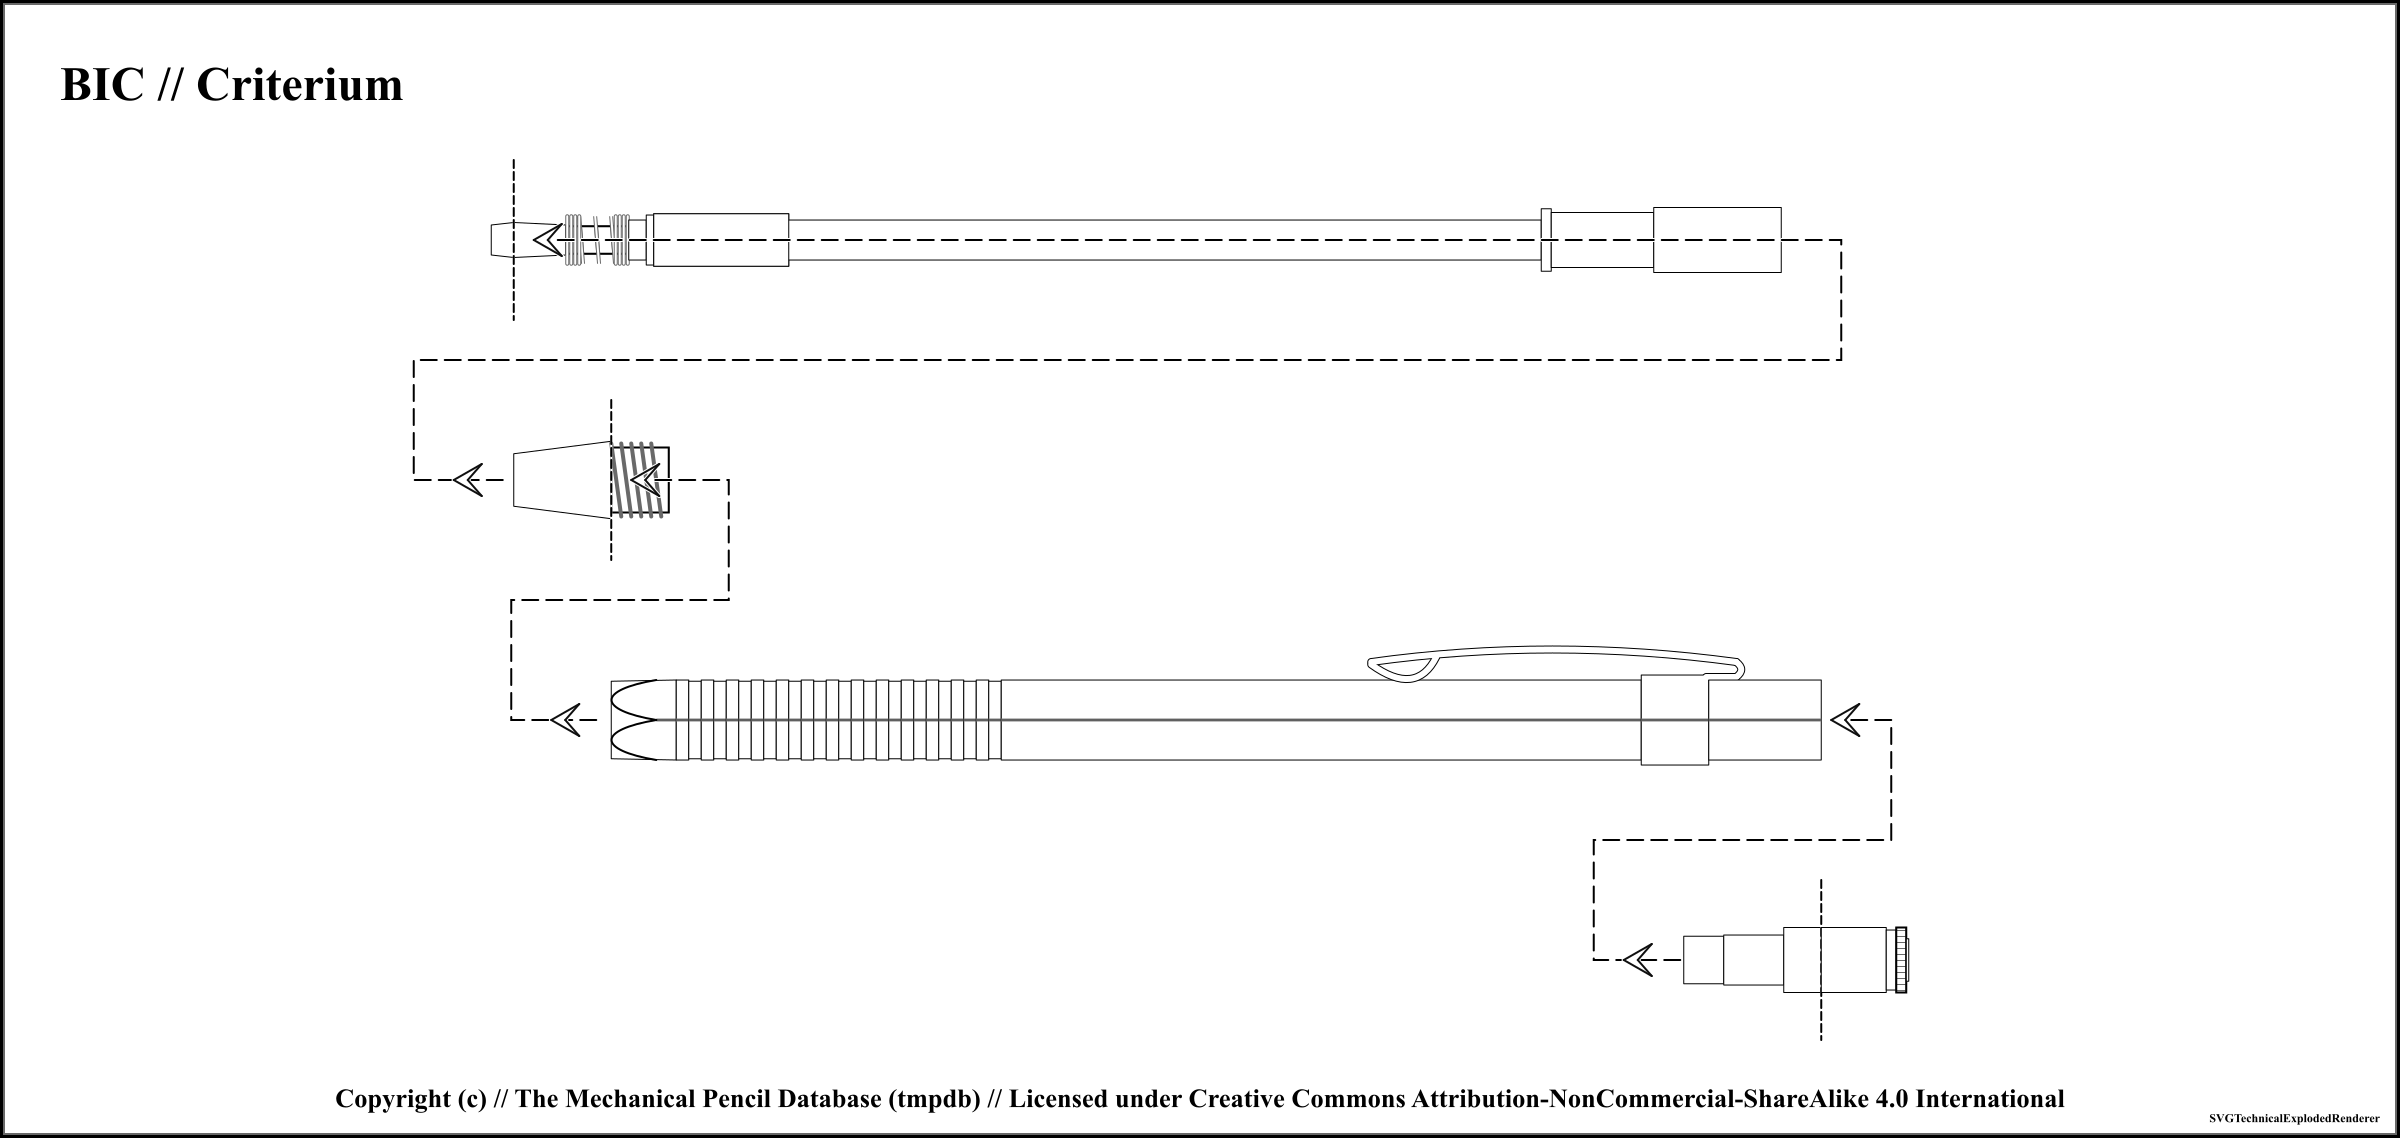 BIC // Criterium
Copyright (c) // The Mechanical Pencil Database (tmpdb) // Licensed under Creative Commons Attribution-NonCommercial-ShareAlike 4.0 International
SVGTechnicalExplodedRenderer